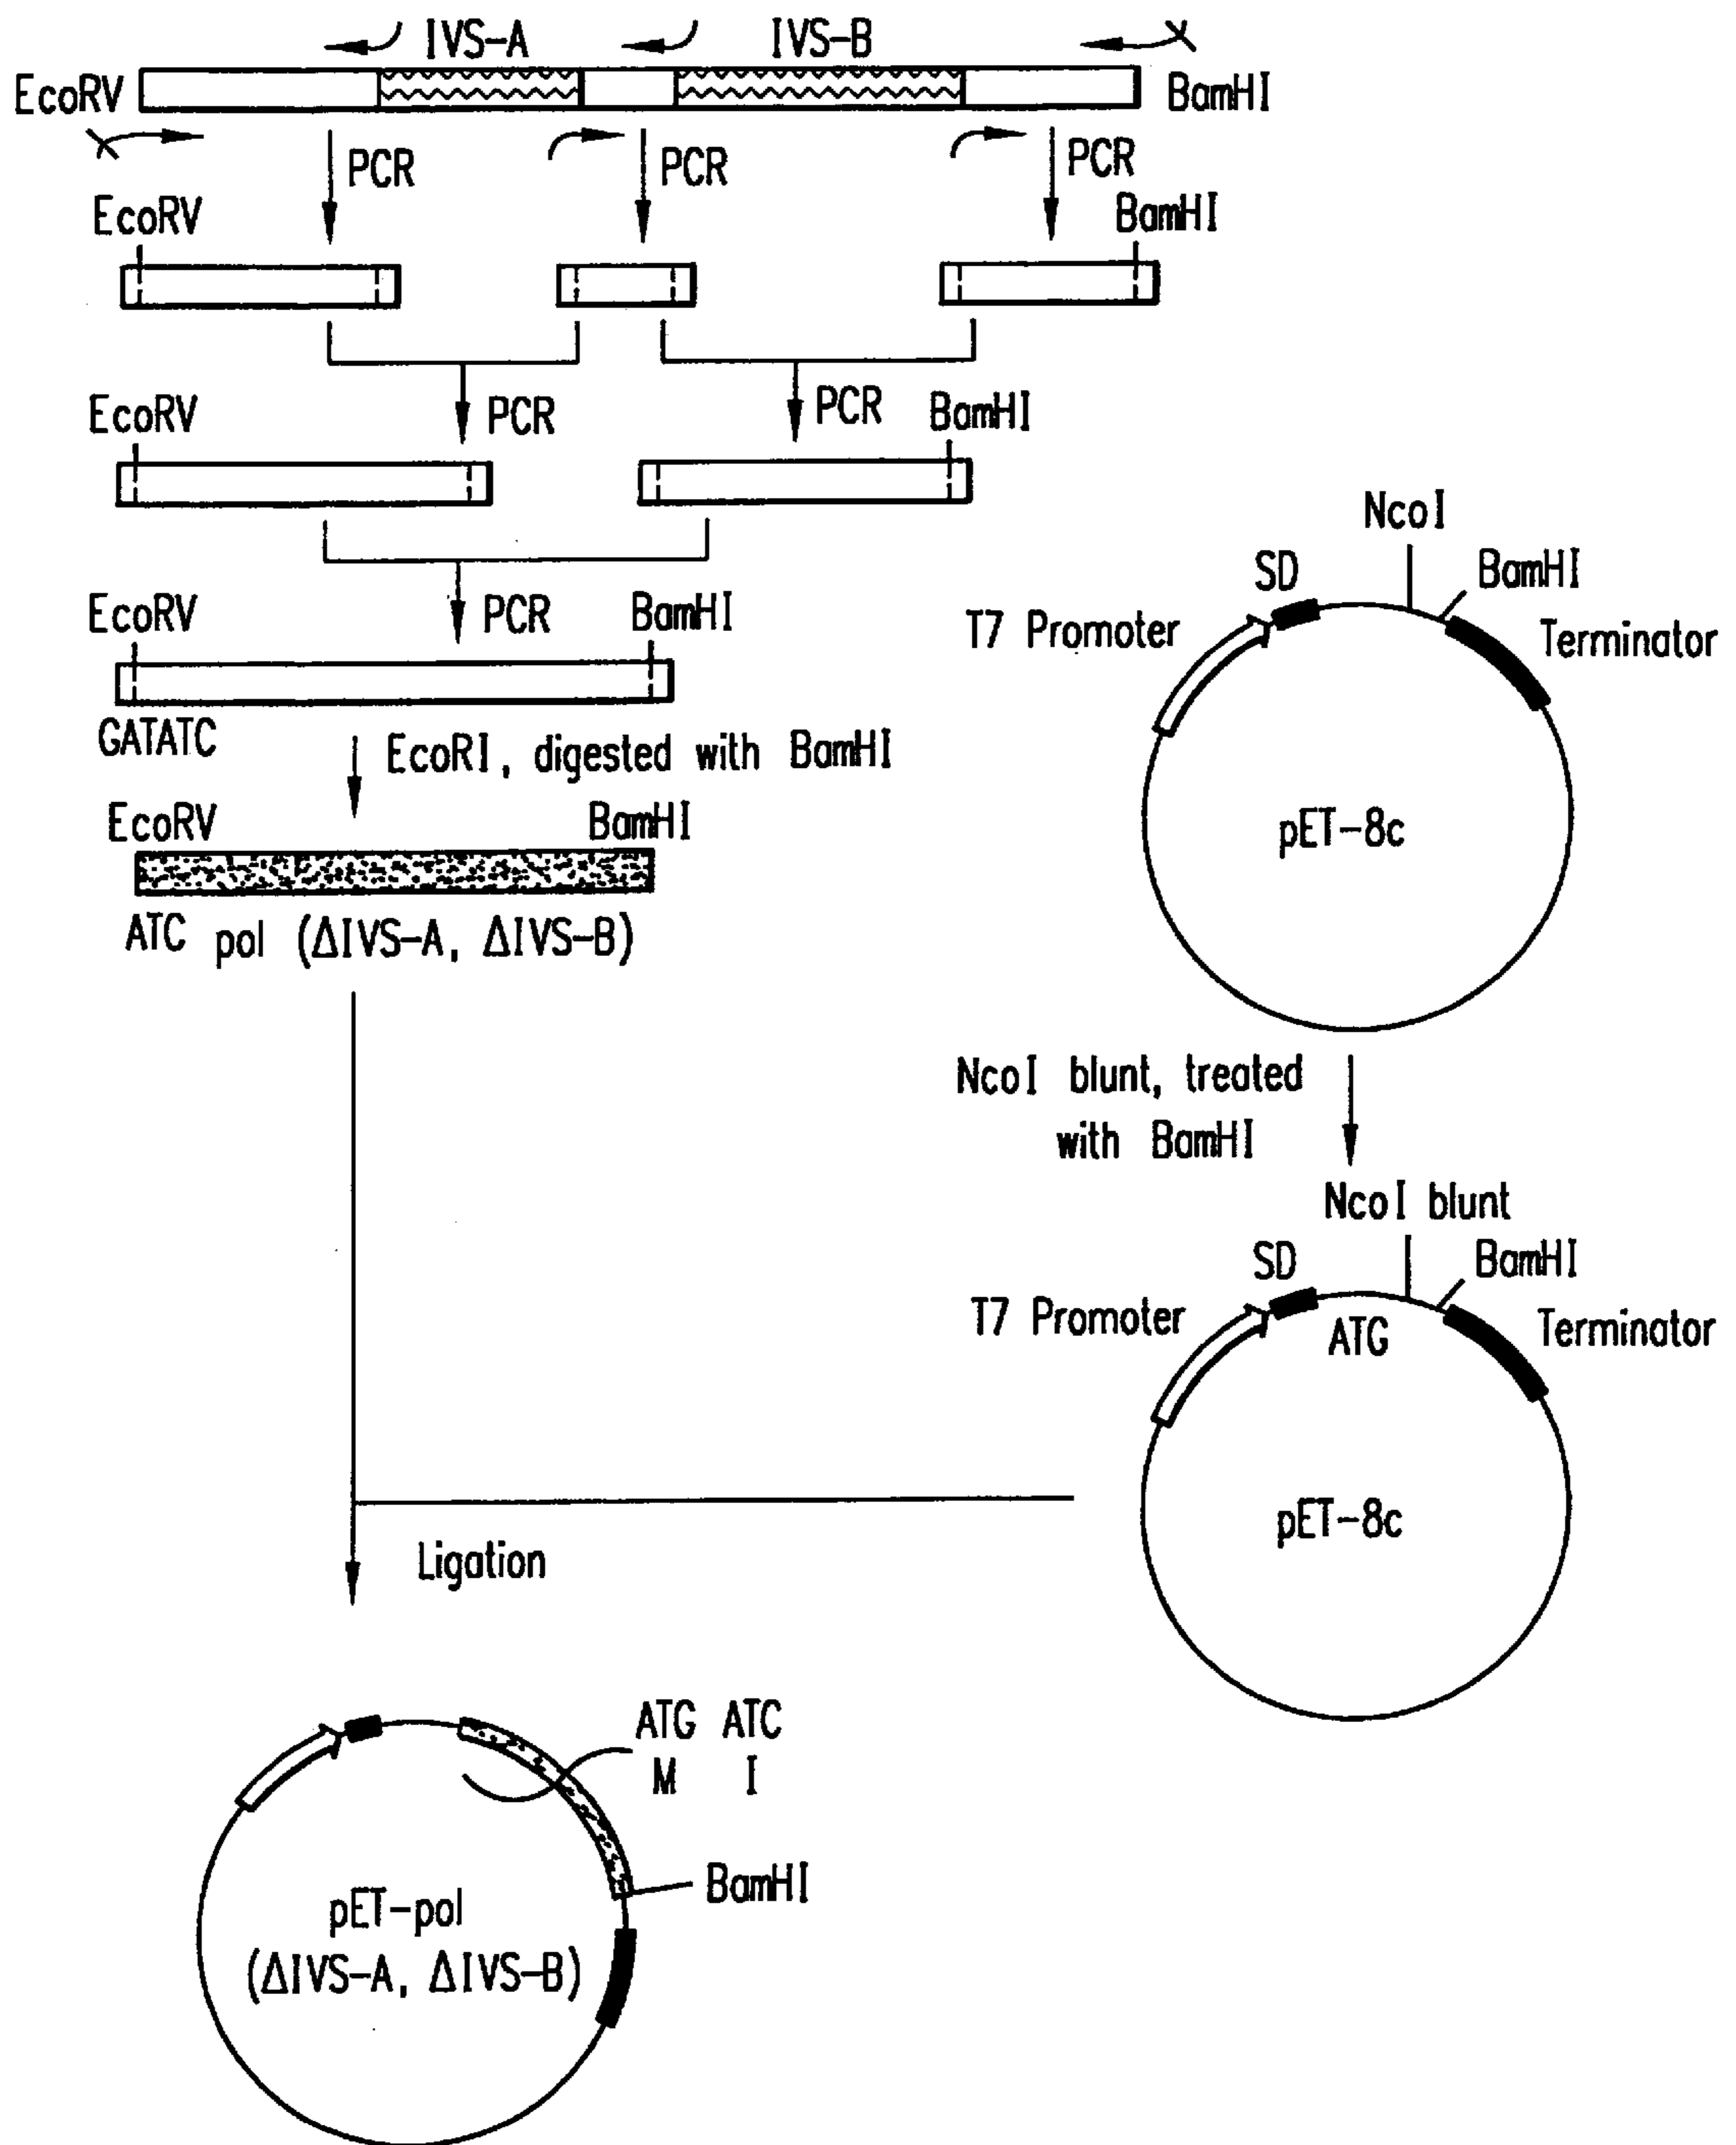 IVS-A
IVS-B
EcoRV
BamHI
PCR
PCR
PCR
EcoRV
BamHI
EcoRV
PCR
PCR
BamHI
NcoI
SD
BamHI
T7 Promoter
Terminator
EcoRV
PCR
BamHI
GATATC
EcoRI, digested with BamHI
EcoRV
BamHI
pET-8c
ATC pol (ΔIVS-A, ΔIVS-B)
NcoI blunt, treated
with BamHI
NcoI blunt
SD
BamHI
T7 Promoter
ATG
Terminator
pET-8c
Ligation
ATG ATC
M I
BamHI
pET-pol
(ΔIVS-A, ΔIVS-B)